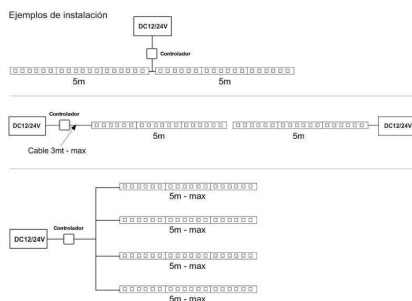 Ejemplos de instalación
DC12/24V
Controlador
5m
5m
Controlador
DC12/24V
DC12/24V
5m
5m
Cable 3mt - max
5m - max
5m - max
Controlador
DC12/24V
5m - max
5m - max